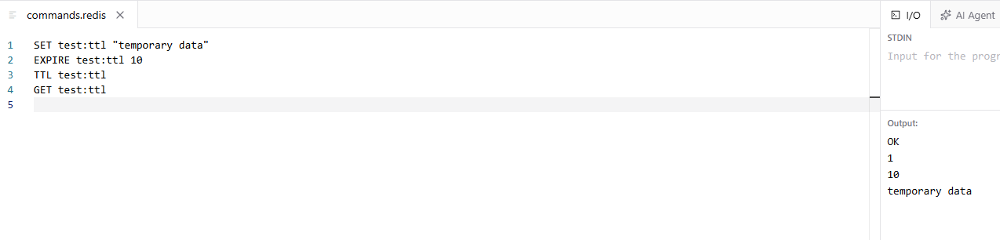 commands.redis
I/O
AI Agent
1 SET test:ttl "temporary data"
2 EXPIRE test:ttl 10
3 TTL test:ttl
4 GET test:ttl
5
STDIN
Input for the progr
Output:
OK
1
10
temporary data